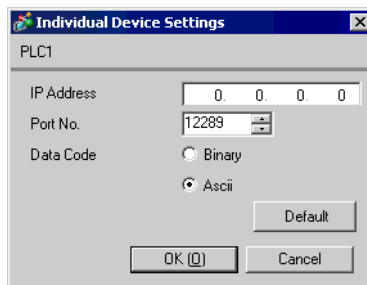 Individual Device Settings
PLC1
IP Address 0. 0. 0. 0
Port No. 12289
Data Code Binary
Ascii
Default
OK (O) Cancel